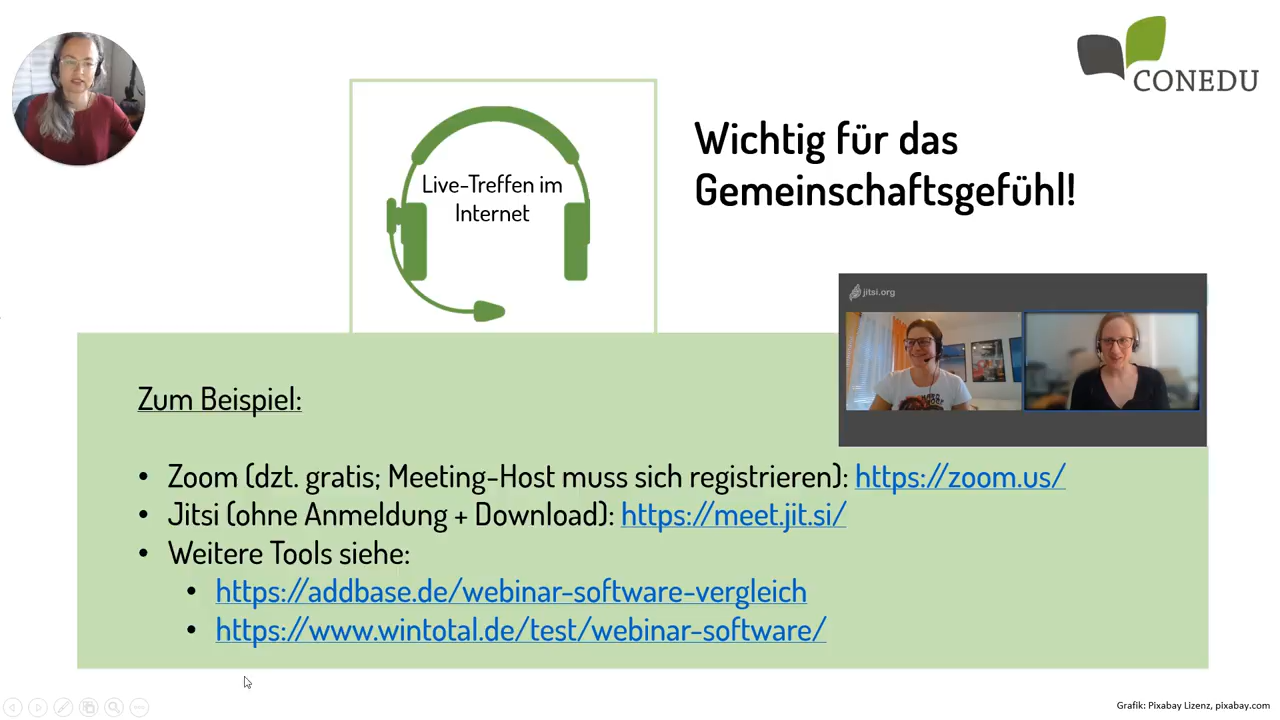 CONEDU
Live-Treffen im
Internet
Wichtig für das
Gemeinschaftsgefühl!
jitsi.org
Zum Beispiel:
• Zoom (dzt. gratis; Meeting-Host muss sich registrieren): https://zoom.us/
• Jitsi (ohne Anmeldung + Download): https://meet.jit.si/
• Weitere Tools siehe:
• https://addbase.de/webinar-software-vergleich
• https://www.wintotal.de/test/webinar-software/
Grafik: Pixabay Lizenz, pixabay.com